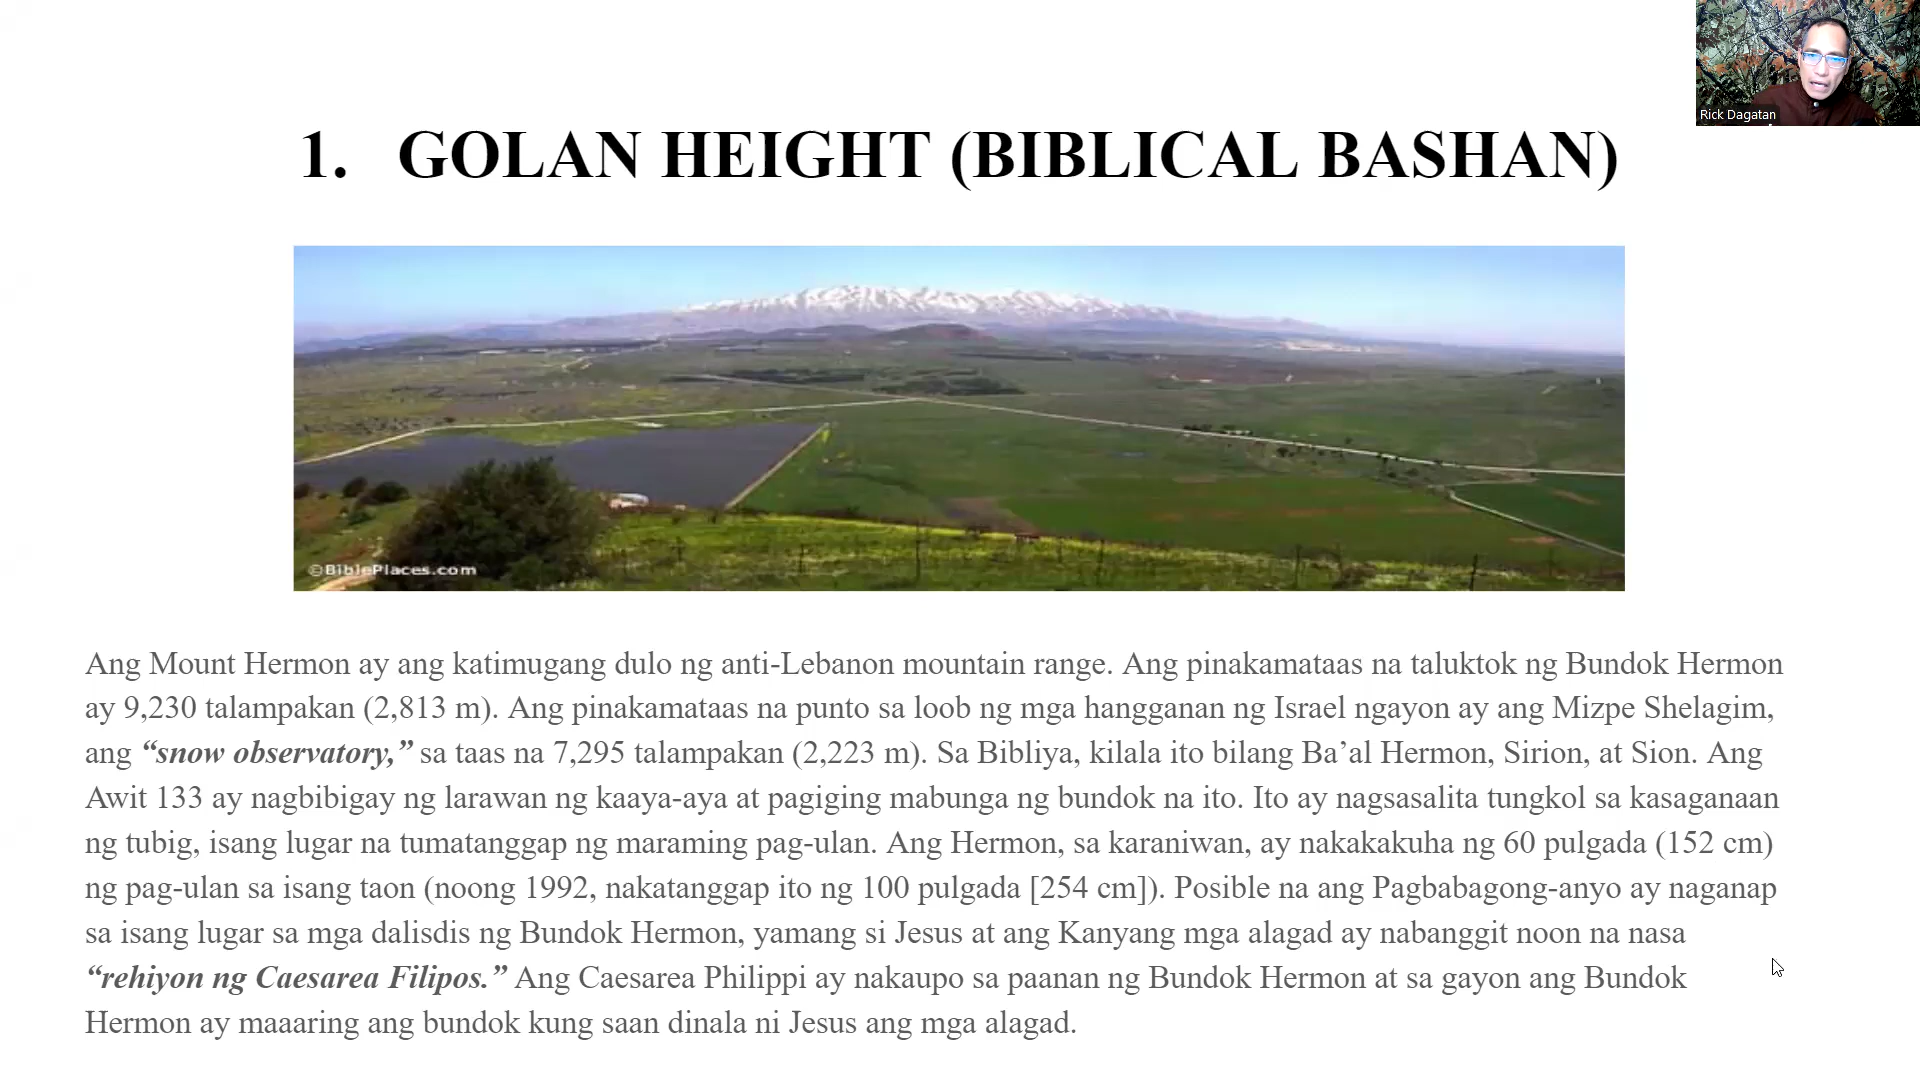 Rick Dagatan
1. GOLAN HEIGHT (BIBLICAL BASHAN)
©BiblePlaces.com
Ang Mount Hermon ay ang katimugang dulo ng anti-Lebanon mountain range. Ang pinakamataas na taluktok ng Bundok Hermon
ay 9,230 talampakan (2,813 m). Ang pinakamataas na punto sa loob ng mga hangganan ng Israel ngayon ay ang Mizpe Shelagim,
ang “snow observatory,” sa taas na 7,295 talampakan (2,223 m). Sa Bibliya, kilala ito bilang Ba’al Hermon, Sirion, at Sion. Ang
Awit 133 ay nagbibigay ng larawan ng kaaya-aya at pagiging mabunga ng bundok na ito. Ito ay nagsasalita tungkol sa kasaganaan
ng tubig, isang lugar na tumatanggap ng maraming pag-ulan. Ang Hermon, sa karaniwan, ay nakakakuha ng 60 pulgada (152 cm)
ng pag-ulan sa isang taon (noong 1992, nakatanggap ito ng 100 pulgada [254 cm]). Posible na ang Pagbabagong-anyo ay naganap
sa isang lugar sa mga dalisdis ng Bundok Hermon, yamang si Jesus at ang Kanyang mga alagad ay nabanggit noon na nasa
“rehiyon ng Caesarea Filipos.” Ang Caesarea Philippi ay nakaupo sa paanan ng Bundok Hermon at sa gayon ang Bundok
Hermon ay maaaring ang bundok kung saan dinala ni Jesus ang mga alagad.